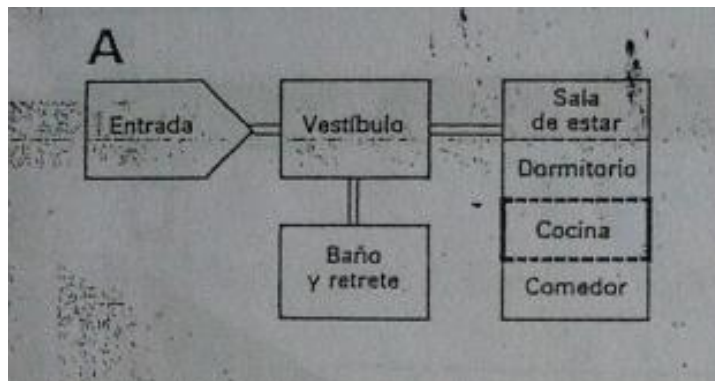 A
Entrada
Vestíbulo
Sala
de estar
Dormitorio
Cocina
Comedor
Baño
y retrete